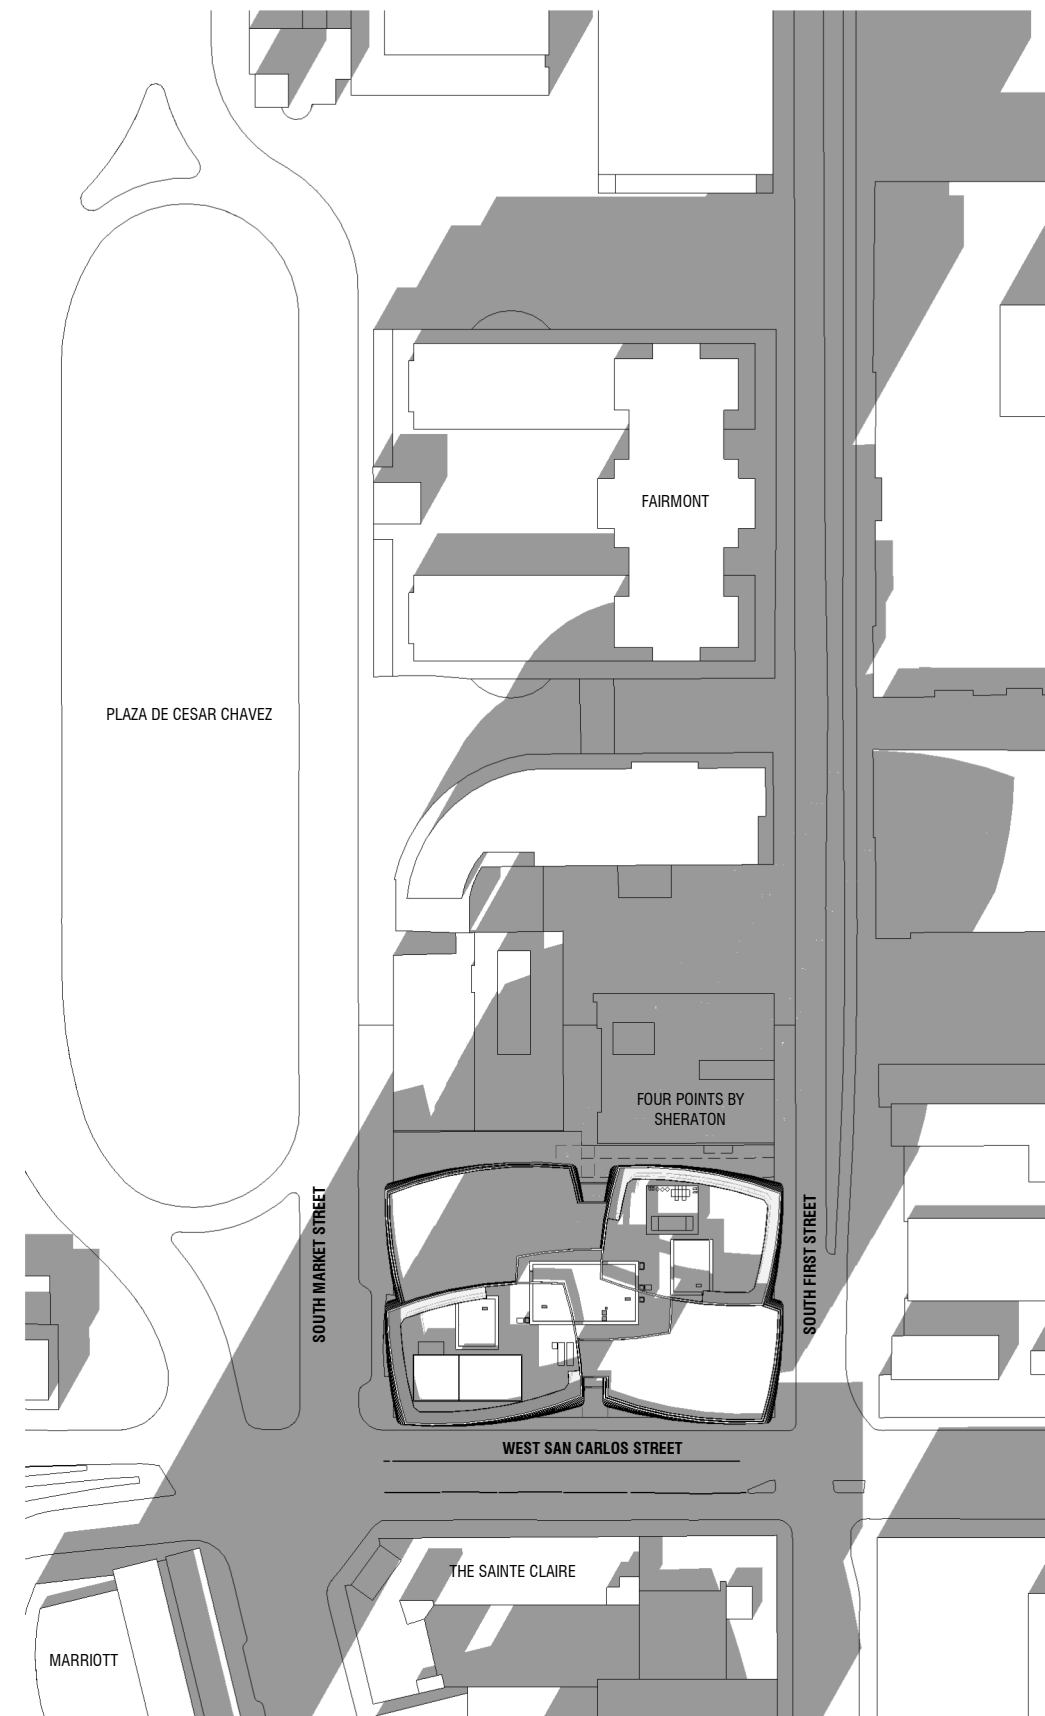 FAIRMONT
PLAZA DE CESAR CHAVEZ
FOUR POINTS BY
SHERATON
SOUTH MARKET STREET
SOUTH FIRST STREET
WEST SAN CARLOS STREET
THE SAINTE CLAIRE
MARRIOTT